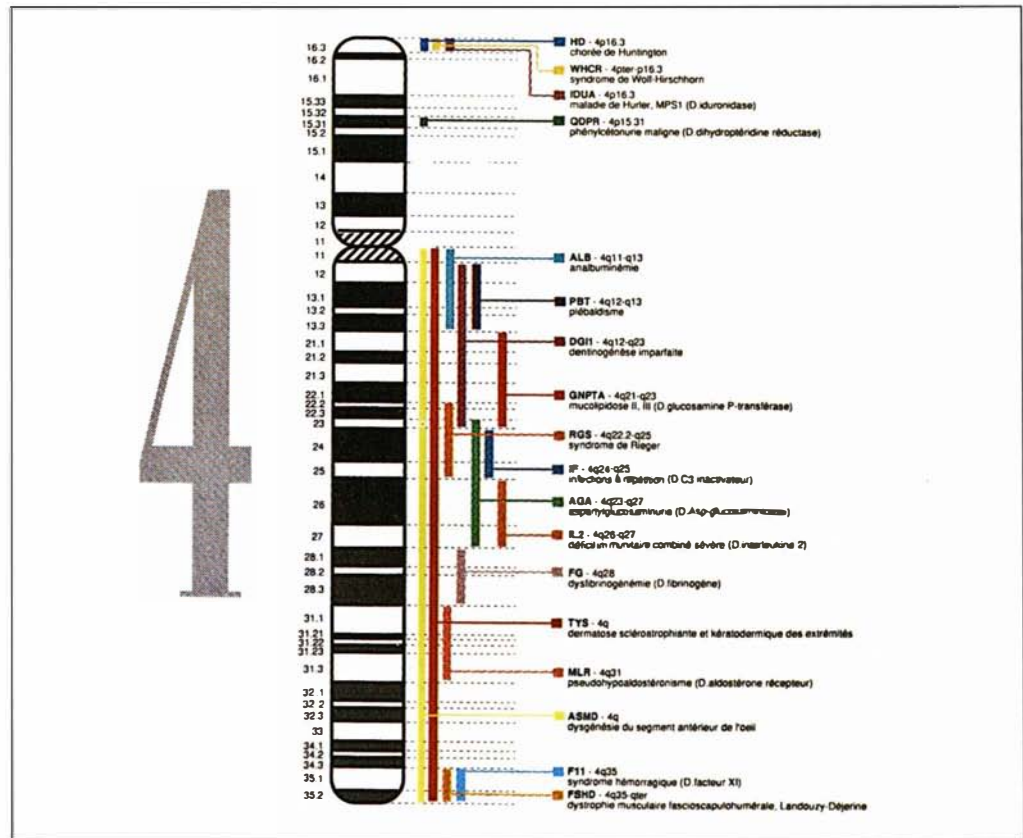 4
16.3
16.2
16.1
15.33
15.32
15.31
15.2
15.1
14
13
12
11
11
12
13.1
13.2
13.3
21.1
21.2
21.3
22.1
22.2
22.3
23
24
25
26
27
28.1
28.2
28.3
31.1
31.21
31.22
31.23
31.3
32.1
32.2
32.3
33
34.1
34.2
34.3
35.1
35.2
HD - 4p16.3
chorée de Huntington
WHCR - 4pter-p16.3
syndrome de Wolf-Hirschhorn
IDUA - 4p16.3
maladie de Hurler, MPS1 (D.iduronidase)
QDPR - 4p15.31
phénylcétonurie maligne (D.dihydroptéridine réductase)
ALB - 4q11-q13
analbuminémie
PBT - 4q12-q13
piébaldisme
DGI1 - 4q12-q23
dentinogénèse imparfaite
GNPTA - 4q21-q23
mucolipidose II, III (D.glucosamine P-transférase)
RGS - 4q22.2-q25
syndrome de Rieger
IF - 4q24-q25
infections à répétition (D.C3 inactivateur)
AGA - 4q23-q27
aspartylglucosaminurie
IL2 - 4q26-q27
combiné sévère (D.interleukine 2)
FG - 4q28
dysfibrinogénémie (D.fibrinogène)
TYS - 4q
dermatose scléroatrophiante et kératodermique des extrémités
MLR - 4q31
pseudohypoaldostéronisme (D.aldostérone récepteur)
ASMD - 4q
dysgénésie du segment antérieur de l'oeil
F11 - 4q35
syndrome hémorragique (D.facteur XI)
FSHD - 4q35-qter
dystrophie musculaire fascioscapulohumérale, Landouzy-Déjerine